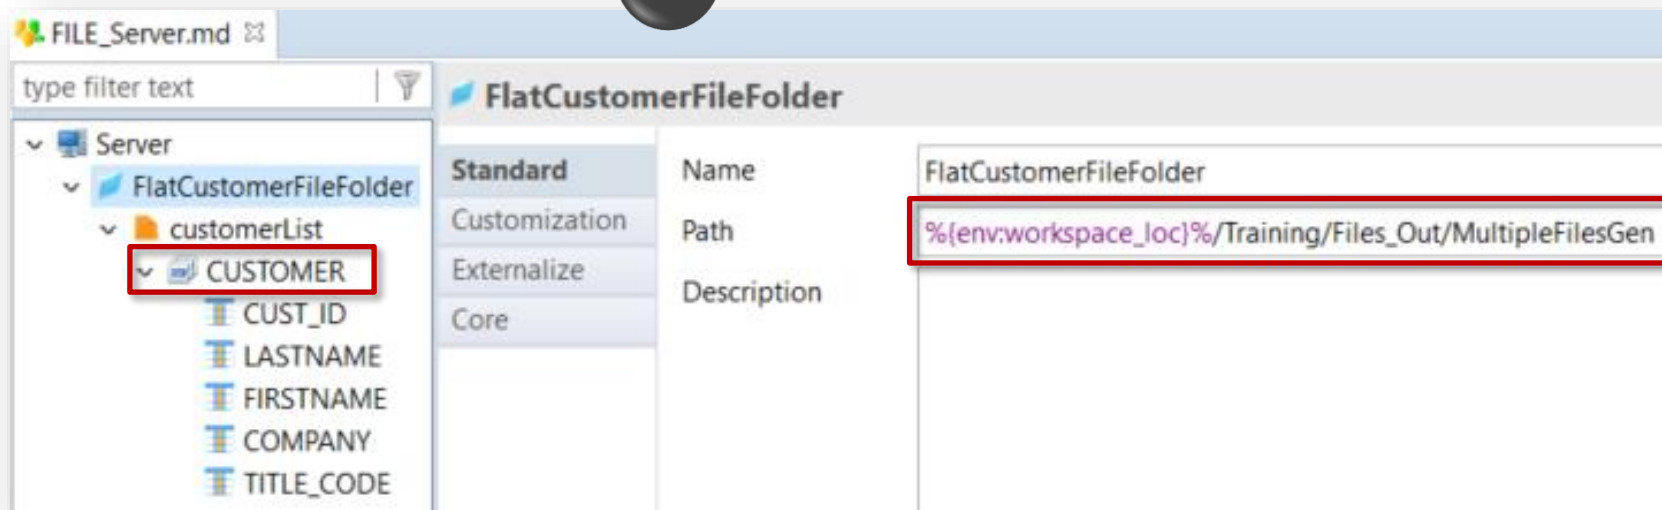 FILE_Server.md
type filter text
FlatCustomerFileFolder
Server
FlatCustomerFileFolder
customerList
CUSTOMER
CUST_ID
LASTNAME
FIRSTNAME
COMPANY
TITLE_CODE
Standard
Customization
Externalize
Core
Name
FlatCustomerFileFolder
Path
%{env:workspace_loc}%/Training/Files_Out/MultipleFilesGen
Description